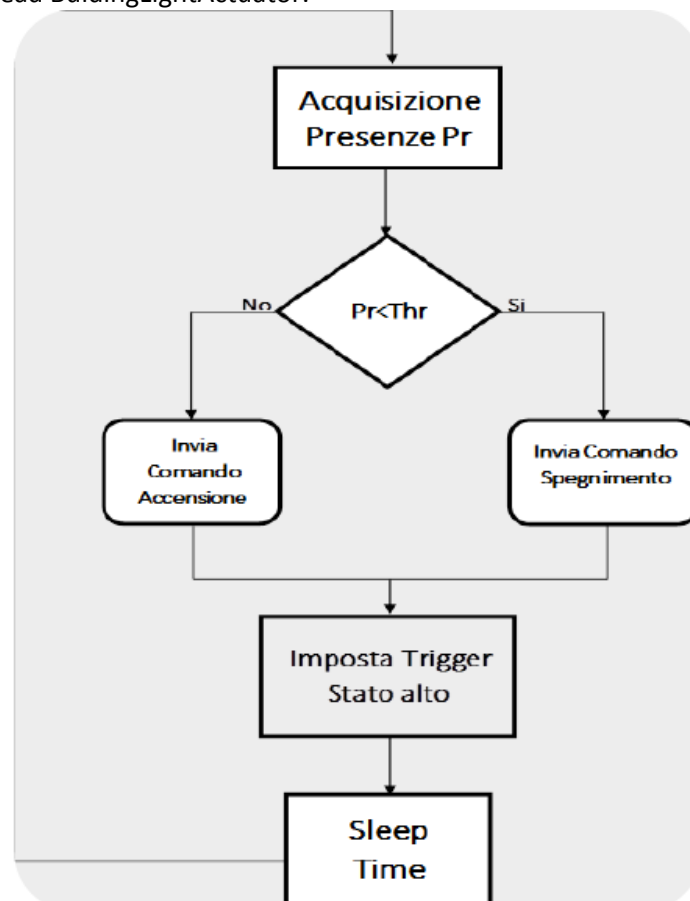 BuidingLightActuator.
Acquisizione
Presenze Pr
Pr<Thr
No
Si
Invia
Comando
Accensione
Invia Comando
Spegnimento
Imposta Trigger
Stato alto
Sleep
Time